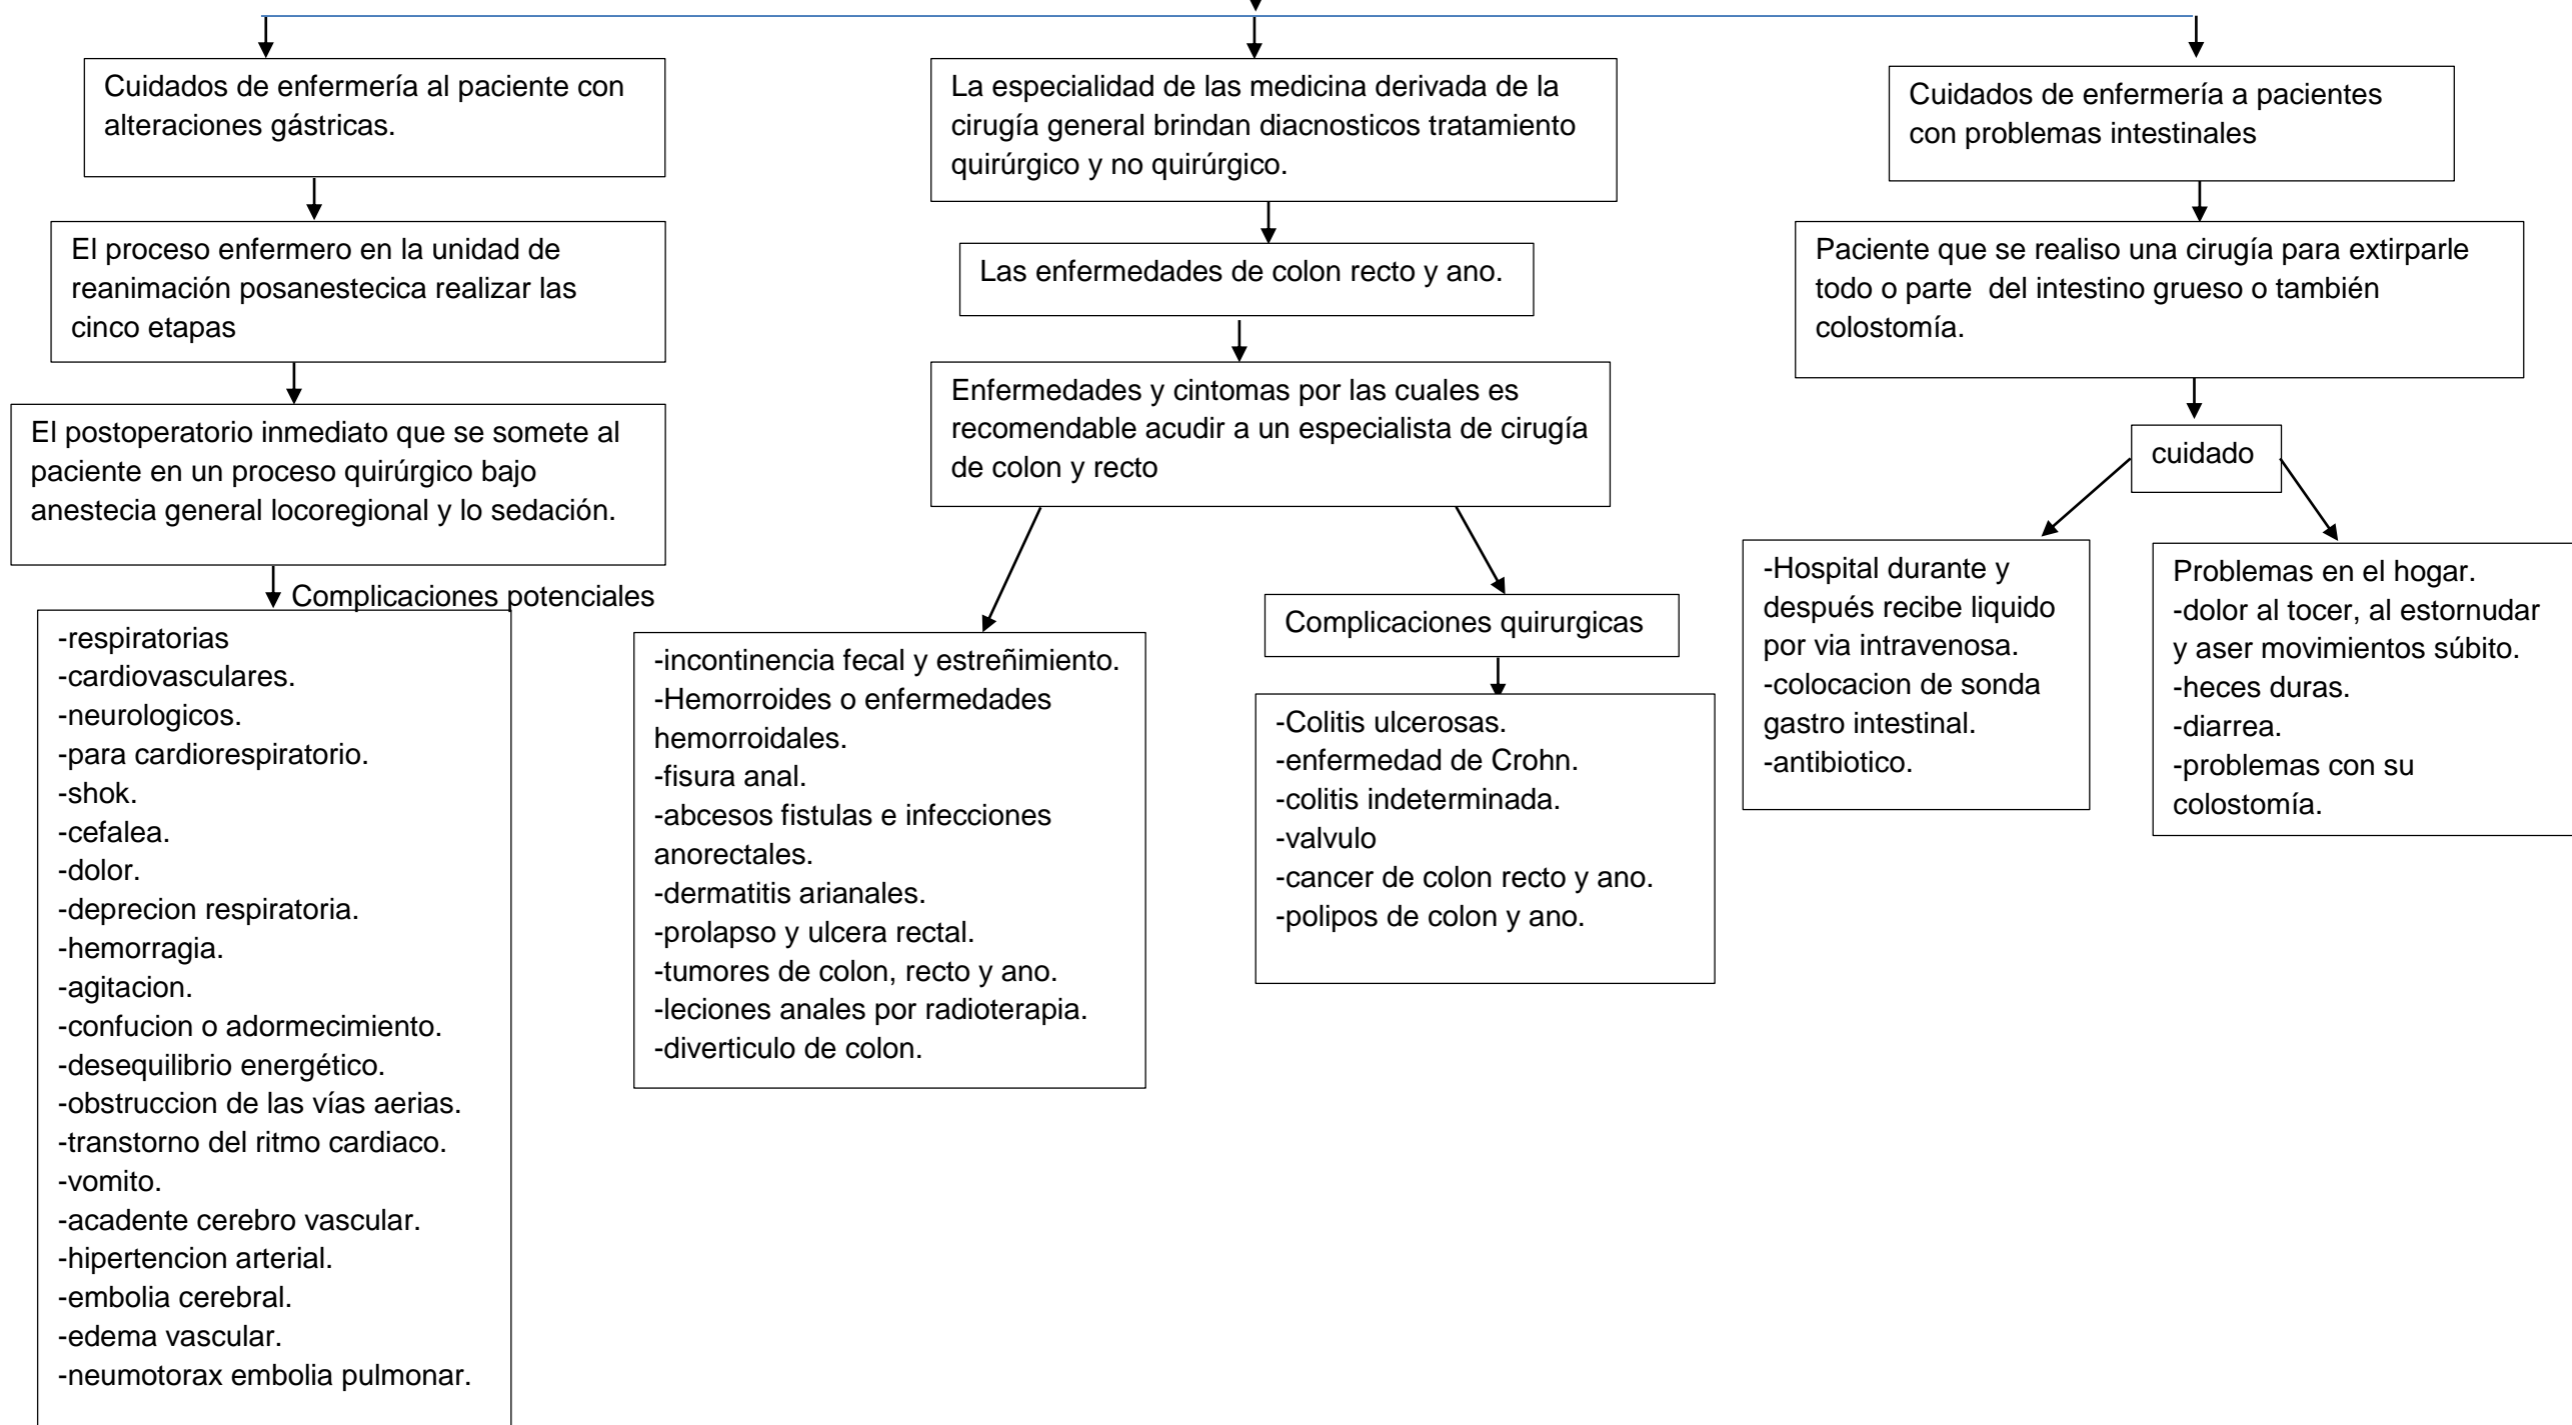 Cuidados de enfermería al paciente con
alteraciones gástricas.
El proceso enfermero en la unidad de
reanimación posanestecica realizar las
cinco etapas
El postoperatorio inmediato que se somete al
paciente en un proceso quirúrgico bajo
anestecia general locoregional y lo sedación.
Complicaciones potenciales
-respiratorias
-cardiovasculares.
-neurologicos.
-para cardiorespiratorio.
-shok.
-cefalea.
-dolor.
-deprecion respiratoria.
-hemorragia.
-agitacion.
-confucion o adormecimiento.
-desequilibrio energético.
-obstruccion de las vías aerias.
-transtorno del ritmo cardiaco.
-vomito.
-acadente cerebro vascular.
-hipertencion arterial.
-embolia cerebral.
-edema vascular.
-neumotorax embolia pulmonar.
La especialidad de las medicina derivada de la
cirugía general brindan diacnosticos tratamiento
quirúrgico y no quirúrgico.
Las enfermedades de colon recto y ano.
Enfermedades y cintomas por las cuales es
recomendable acudir a un especialista de cirugía
de colon y recto
-incontinencia fecal y estreñimiento.
-Hemorroides o enfermedades
hemorroidales.
-fisura anal.
-abcesos fistulas e infecciones
anorectales.
-dermatitis arianales.
-prolapso y ulcera rectal.
-tumores de colon, recto y ano.
-leciones anales por radioterapia.
-diverticulo de colon.
Complicaciones quirurgicas
-Colitis ulcerosas.
-enfermedad de Crohn.
-colitis indeterminada.
-valvulo
-cancer de colon recto y ano.
-polipos de colon y ano.
Cuidados de enfermería a pacientes
con problemas intestinales
Paciente que se realiso una cirugía para extirparle
todo o parte  del intestino grueso o también
colostomía.
cuidado
-Hospital durante y
después recibe liquido
por via intravenosa.
-colocacion de sonda
gastro intestinal.
-antibiotico.
Problemas en el hogar.
-dolor al tocer, al estornudar
y aser movimientos súbito.
-heces duras.
-diarrea.
-problemas con su
colostomía.